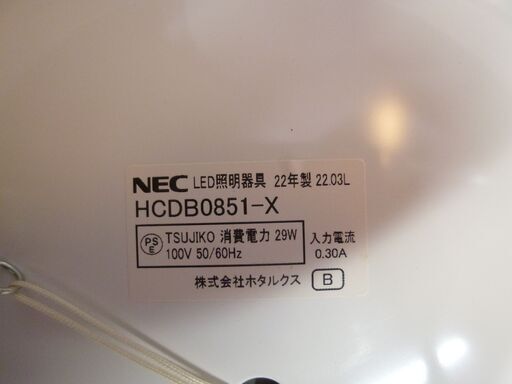 NEC LED照明器具 22年製 22.03L
HCDB0851-X
PS E TSUJIKO 消費電力 29W 入力電流
100V 50/60Hz 0.30A
株式会社ホタルクス B